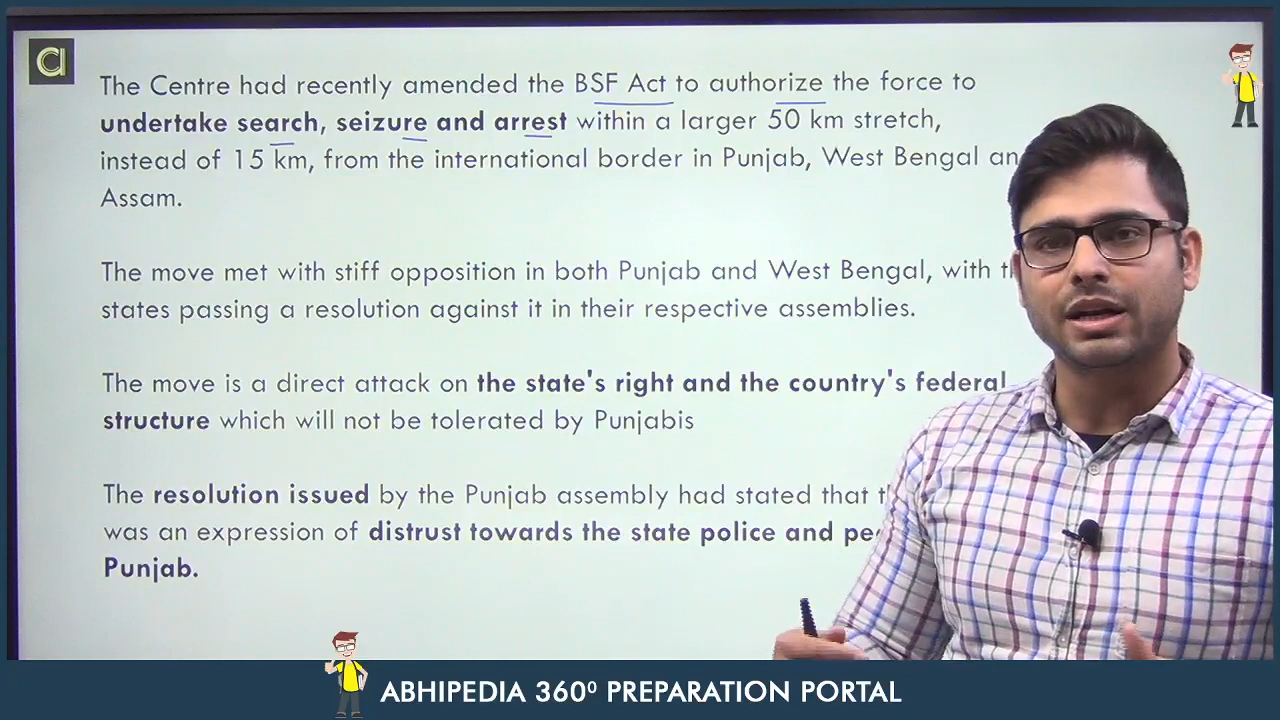 The Centre had recently amended the BSF Act to authorize the force to
undertake search, seizure and arrest within a larger 50 km stretch,
instead of 15 km, from the international border in Punjab, West Bengal
Assam.
The move met with stiff opposition in both Punjab and West Bengal, with
states passing a resolution against it in their respective assemblies.
The move is a direct attack on the state's right and the country's federal
structure which will not be tolerated by Punjabis
The resolution issued by the Punjab assembly had stated that
was an expression of distrust towards the state police and
Punjab.
ABHIPEDIA 360⁰ PREPARATION PORTAL